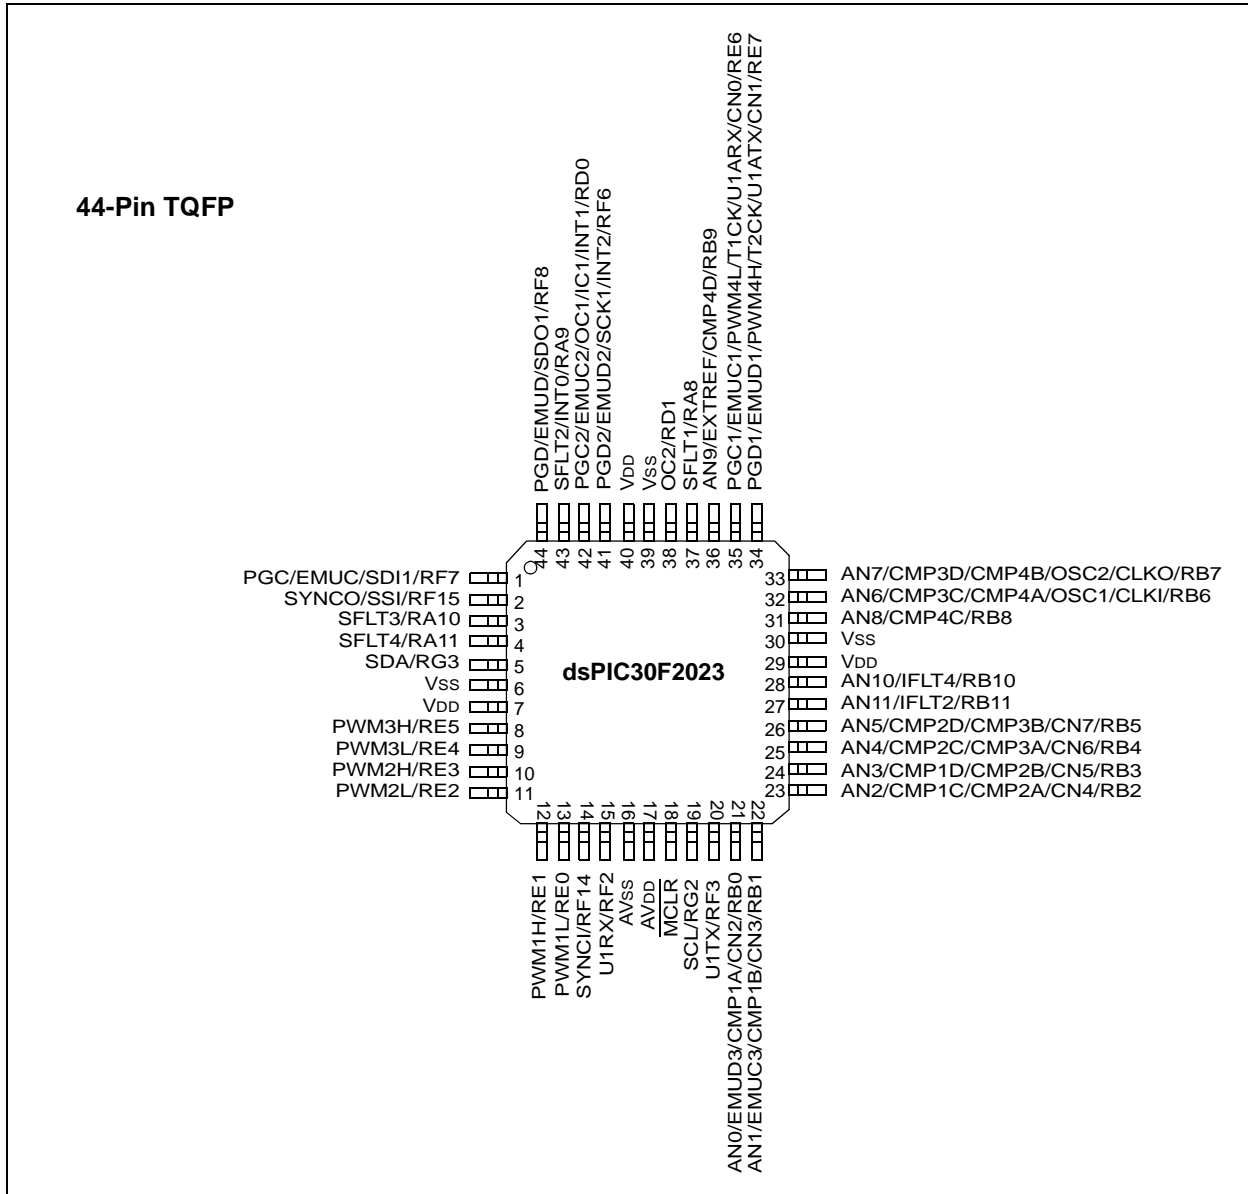 44-Pin TQFP
PGD/EMUD/SDO1/RF8
SFLT2/INT0/RA9
PGC2/EMUC2/OC1/IC1/INT1/RD0
PGD2/EMUD2/SCK1/INT2/RF6
VDD
VSS
OC2/RD1
SFLT1/RA8
AN9/EXTREF/CMP4D/RB9
PGC1/EMUC1/PWM4L/T1CK/U1ARX/CN0/RE6
PGD1/EMUD1/PWM4H/T2CK/U1ATX/CN1/RE7
44
43
42
41
40
39
38
37
36
35
34
PGC/EMUC/SDI1/RF7 1
SYNCO/SSI/RF15 2
SFLT3/RA10 3
SFLT4/RA11 4
SDA/RG3 5
VSS 6
VDD 7
PWM3H/RE5 8
PWM3L/RE4 9
PWM2H/RE3 10
PWM2L/RE2 11
dsPIC30F2023
33 AN7/CMP3D/CMP4B/OSC2/CLKO/RB7
32 AN6/CMP3C/CMP4A/OSC1/CLKI/RB6
31 AN8/CMP4C/RB8
30 VSS
29 VDD
28 AN10/IFLT4/RB10
27 AN11/IFLT2/RB11
26 AN5/CMP2D/CMP3B/CN7/RB5
25 AN4/CMP2C/CMP3A/CN6/RB4
24 AN3/CMP1D/CMP2B/CN5/RB3
23 AN2/CMP1C/CMP2A/CN4/RB2
12
13
14
15
16
17
18
19
20
21
22
PWM1H/RE1
PWM1L/RE0
SYNCI/RF14
U1RX/RF2
AVSS
AVDD
MCLR
SCL/RG2
U1TX/RF3
AN0/EMUD3/CMP1A/CN2/RB0
AN1/EMUC3/CMP1B/CN3/RB1